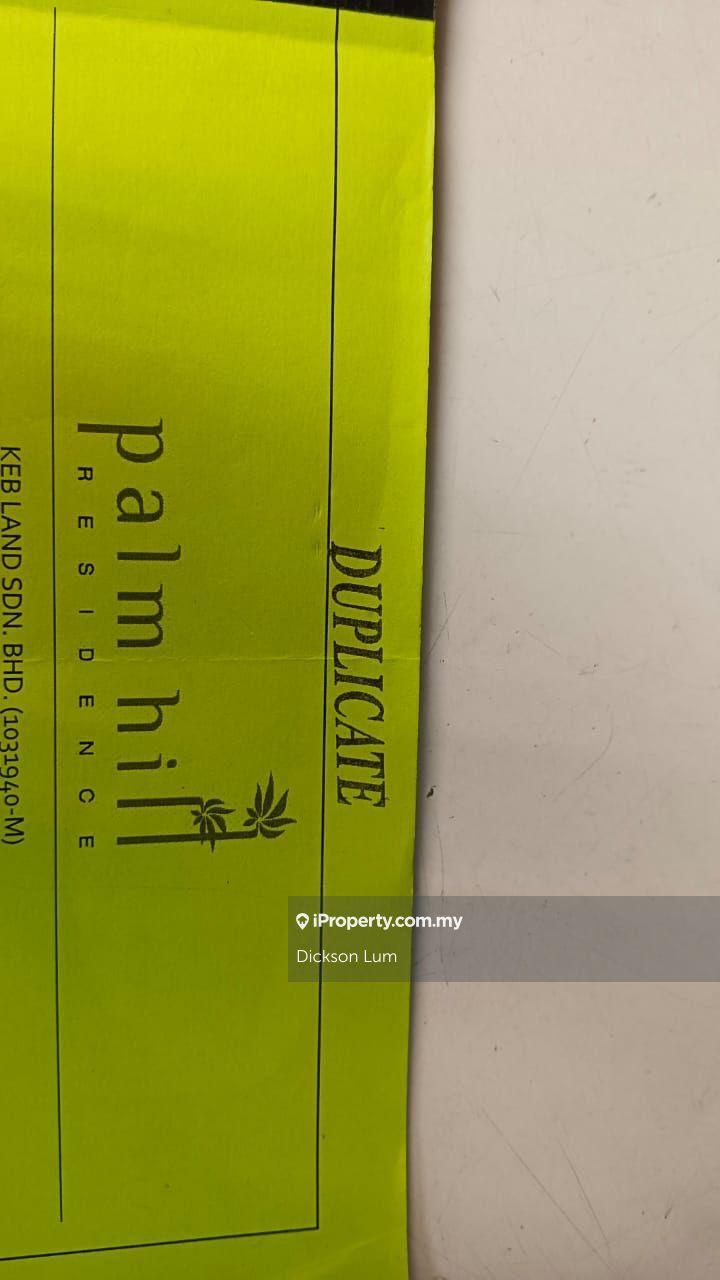 DUPLICATE
palm hill
RESIDENCE
KEB LAND SDN. BHD. (1031940-M)
iProperty.com.my
Dickson Lum